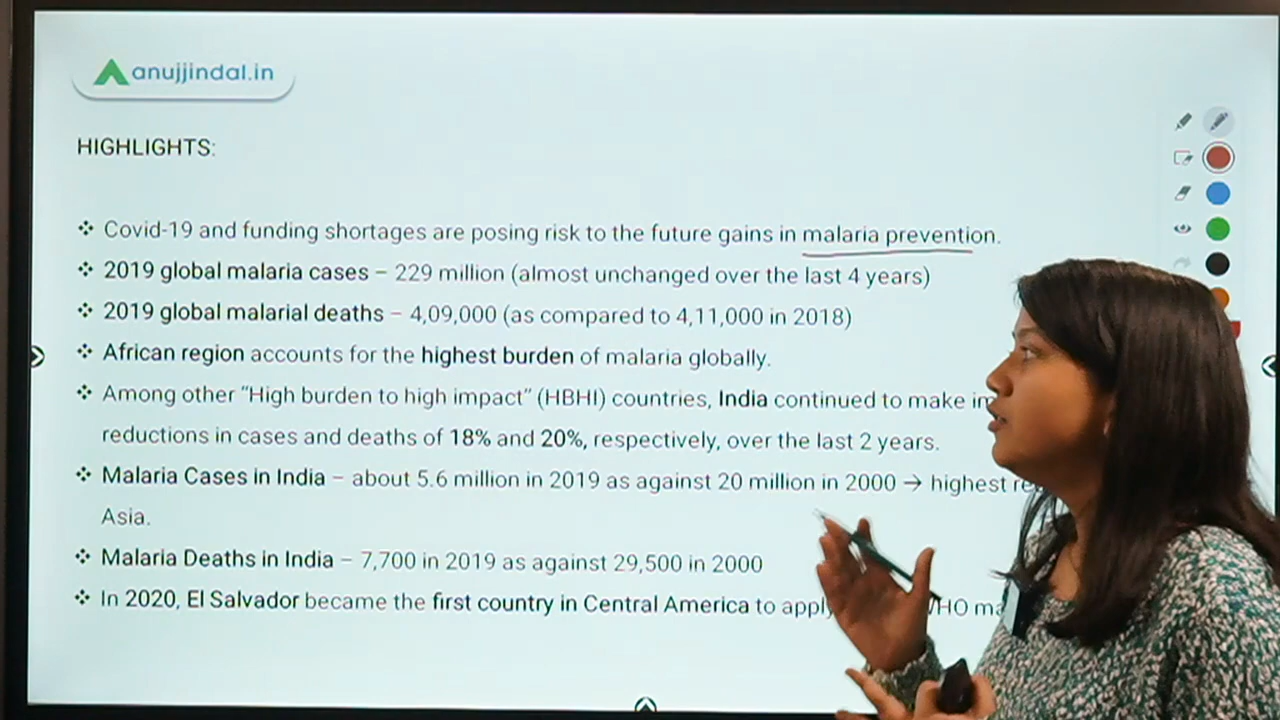 anujjindal.in
HIGHLIGHTS:
❖ Covid-19 and funding shortages are posing risk to the future gains in malaria prevention.
❖ 2019 global malaria cases – 229 million (almost unchanged over the last 4 years)
❖ 2019 global malarial deaths – 4,09,000 (as compared to 4,11,000 in 2018)
❖ African region accounts for the highest burden of malaria globally.
❖ Among other “High burden to high impact” (HBHI) countries, India continued to make
reductions in cases and deaths of 18% and 20%, respectively, over the last 2 years.
❖ Malaria Cases in India – about 5.6 million in 2019 as against 20 million in 2000 → highest
Asia.
❖ Malaria Deaths in India – 7,700 in 2019 as against 29,500 in 2000
❖ In 2020, El Salvador became the first country in Central America to apply WHO